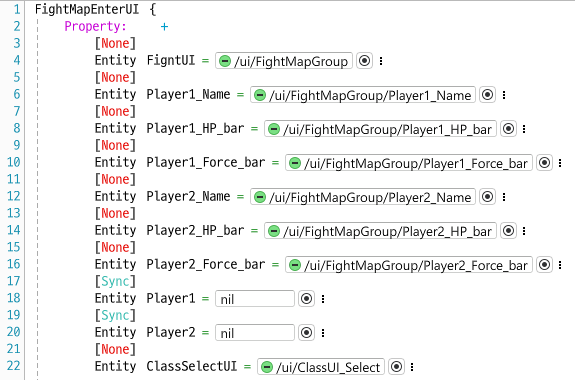 1 FightMapEnterUI {
2 Property: +
3 [None]
4 Entity FigntUI = /ui/FightMapGroup
5 [None]
6 Entity Player1_Name = /ui/FightMapGroup/Player1_Name
7 [None]
8 Entity Player1_HP_bar = /ui/FightMapGroup/Player1_HP_bar
9 [None]
10 Entity Player1_Force_bar = /ui/FightMapGroup/Player1_Force_bar
11 [None]
12 Entity Player2_Name = /ui/FightMapGroup/Player2_Name
13 [None]
14 Entity Player2_HP_bar = /ui/FightMapGroup/Player2_HP_bar
15 [None]
16 Entity Player2_Force_bar = /ui/FightMapGroup/Player2_Force_bar
17 [Sync]
18 Entity Player1 = nil
19 [Sync]
20 Entity Player2 = nil
21 [None]
22 Entity ClassSelectUI = /ui/ClassUI_Select